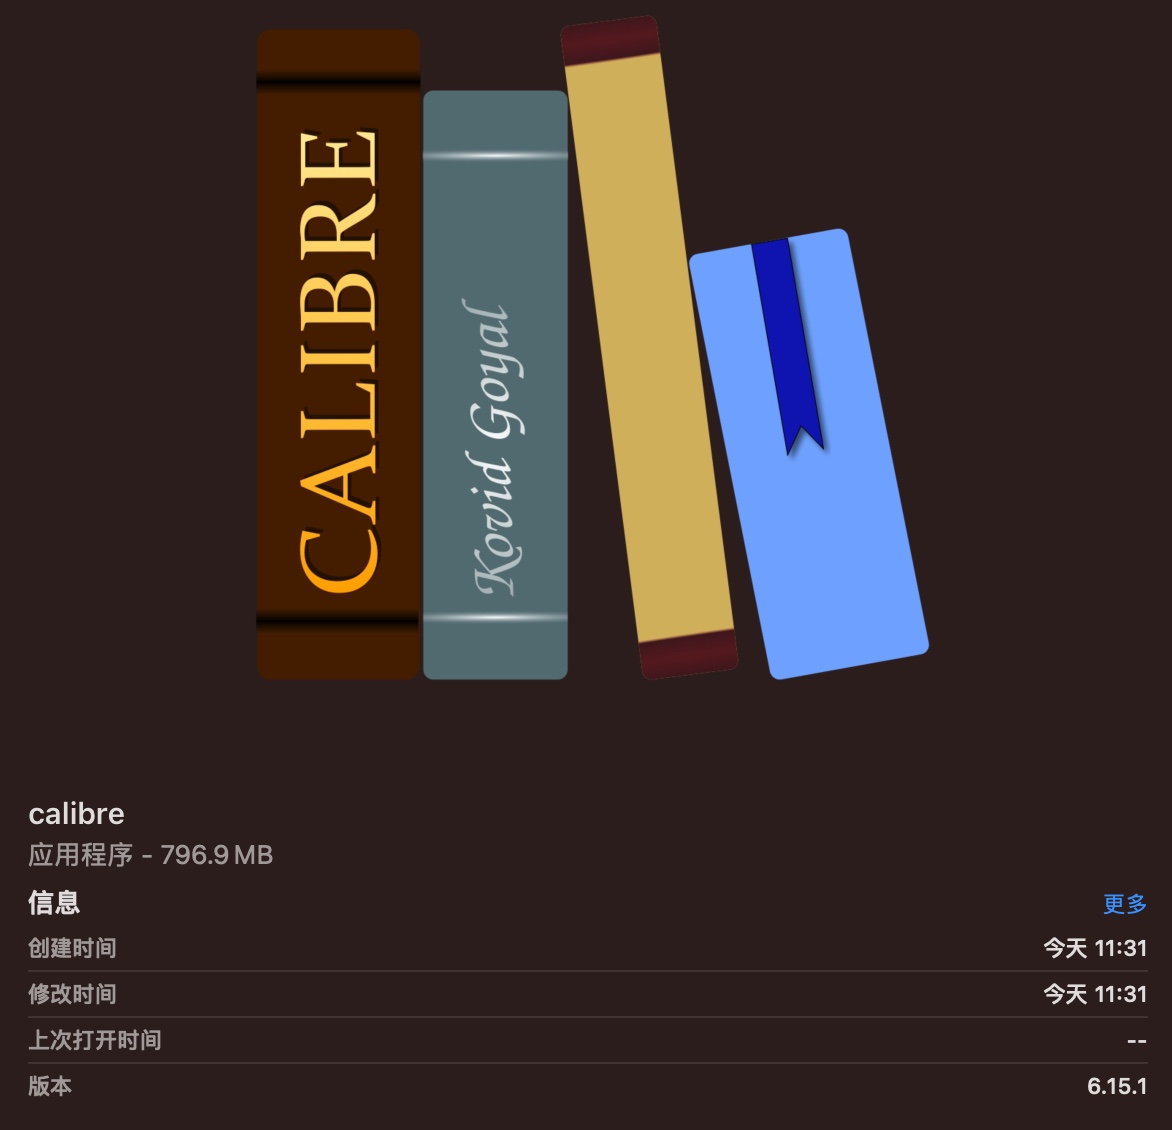 CALIBRE
Kovid Goyal
calibre
应用程序 - 796.9 MB
信息 更多
创建时间 今天 11:31
修改时间 今天 11:31
上次打开时间 --
版本 6.15.1